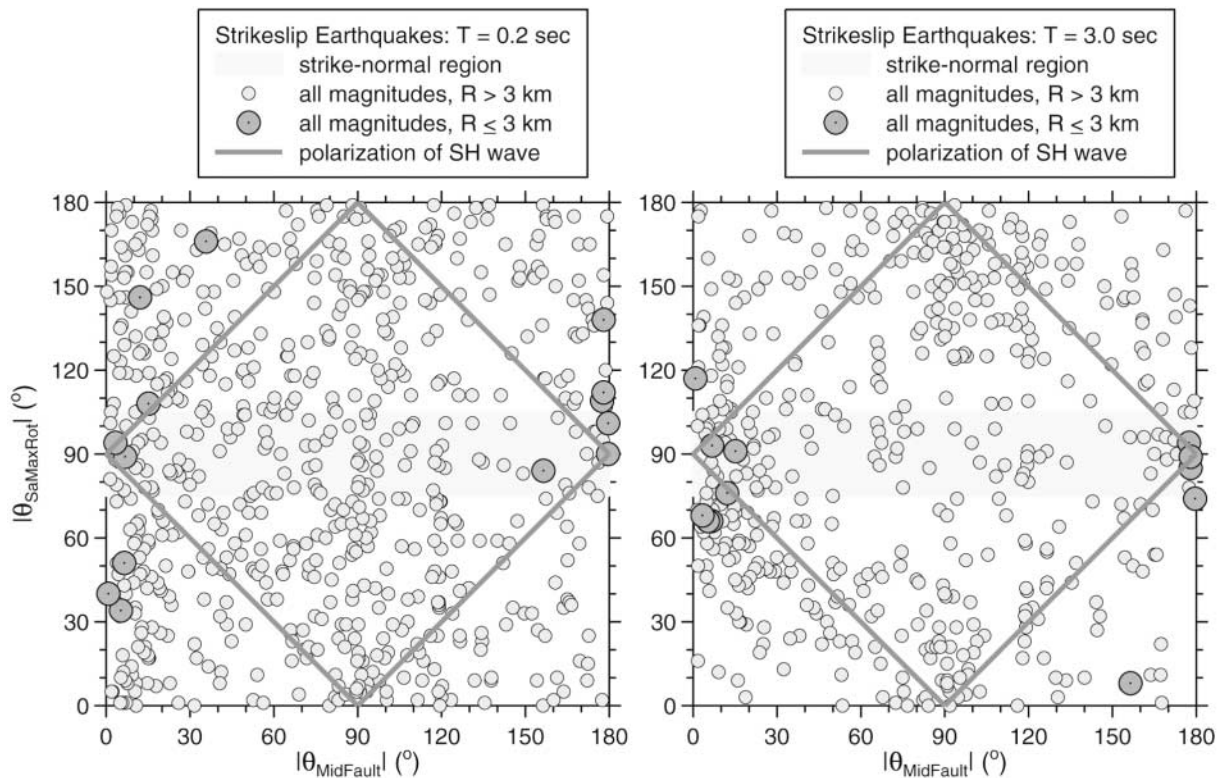 Strikeslip Earthquakes: T = 0.2 sec
strike-normal region
all magnitudes, R > 3 km
all magnitudes, R ≤ 3 km
polarization of SH wave
Strikeslip Earthquakes: T = 3.0 sec
strike-normal region
all magnitudes, R > 3 km
all magnitudes, R ≤ 3 km
polarization of SH wave
|θSaMaxRot| (°)
180
150
120
90
60
30
0
0 30 60 90 120 150 180
|θMidFault| (°)
180
150
120
90
60
30
0
0 30 60 90 120 150 180
|θMidFault| (°)